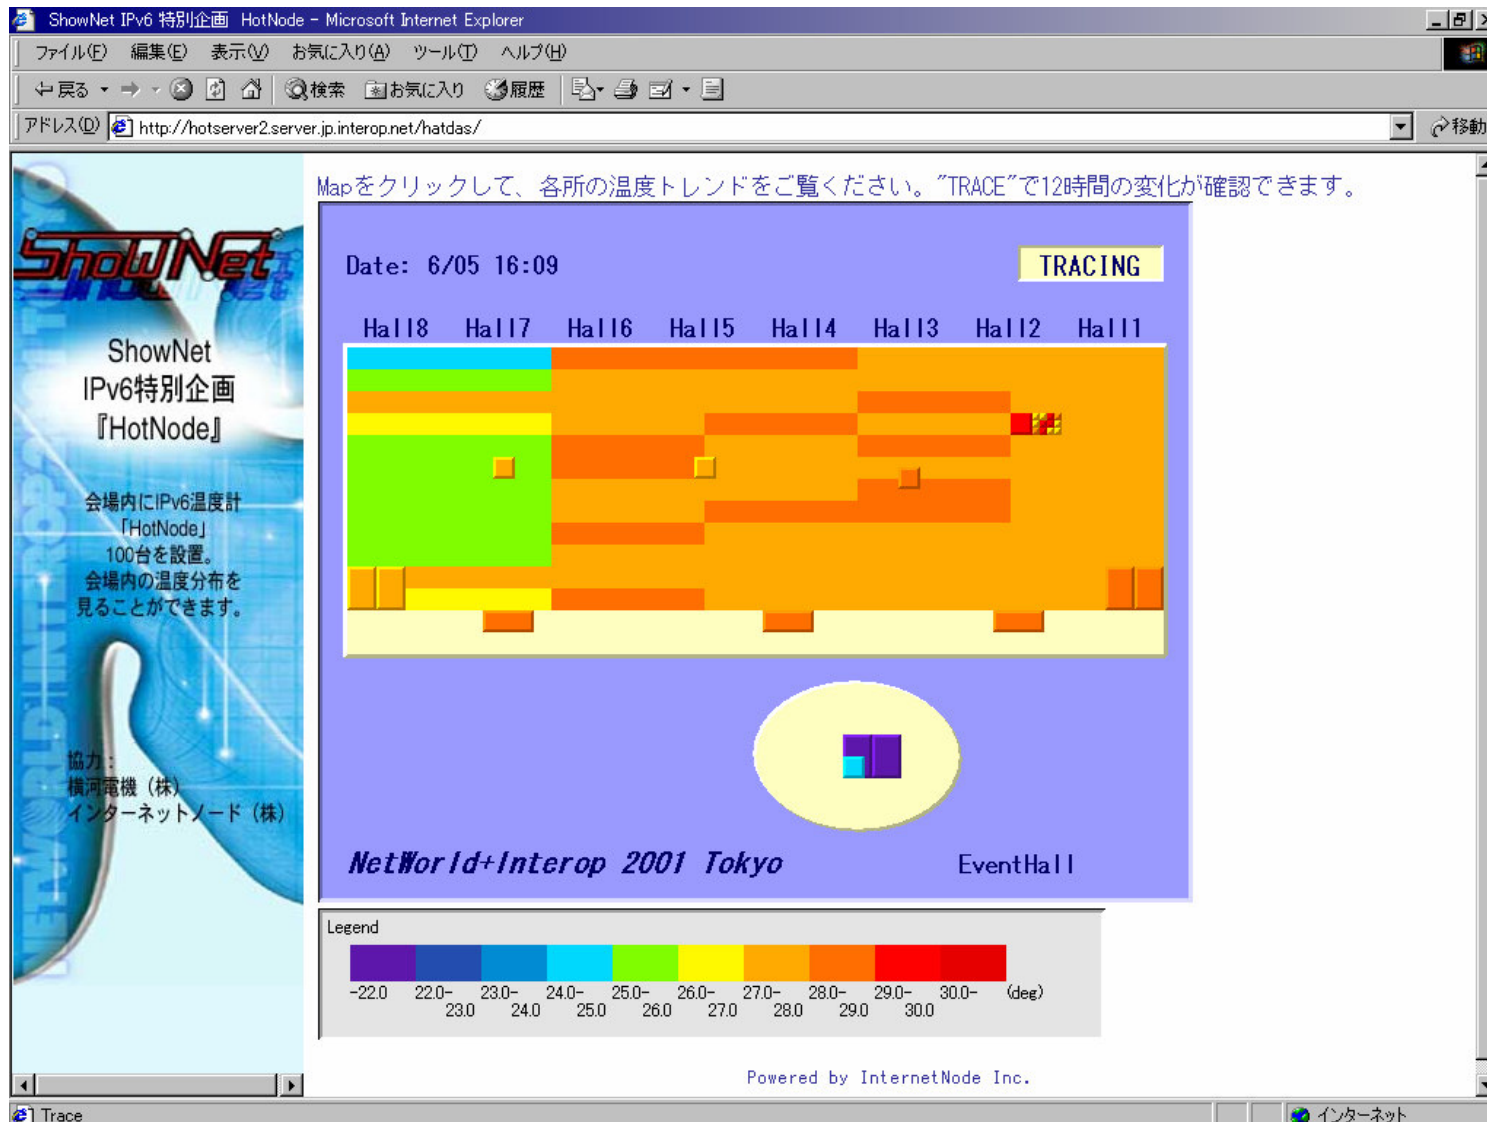 ShowNet IPv6 特別企画 HotNode - Microsoft Internet Explorer
ファイル(F) 編集(E) 表示(V) お気に入り(A) ツール(T) ヘルプ(H)
戻る 検索 お気に入り 履歴
アドレス(D) http://hotserver2.server.jp.interop.net/hatdas/ 移動
Mapをクリックして、各所の温度トレンドをご覧ください。"TRACE"で12時間の変化が確認できます。
ShowNet
ShowNet
IPv6特別企画
『HotNode』
会場内にIPv6温度計
「HotNode」
100台を設置。
会場内の温度分布を
見ることができます。
協力:
横河電機(株)
インターネットノード(株)
Date: 6/05 16:09
TRACING
Hall8 Hall7 Hall6 Hall5 Hall4 Hall3 Hall2 Hall1
NetWorld+Interop 2001 Tokyo
EventHall
Legend
-22.0 22.0- 23.0- 24.0- 25.0- 26.0- 27.0- 28.0- 29.0- 30.0- (deg)
23.0 24.0 25.0 26.0 27.0 28.0 29.0 30.0
Powered by InternetNode Inc.
Trace
インターネット